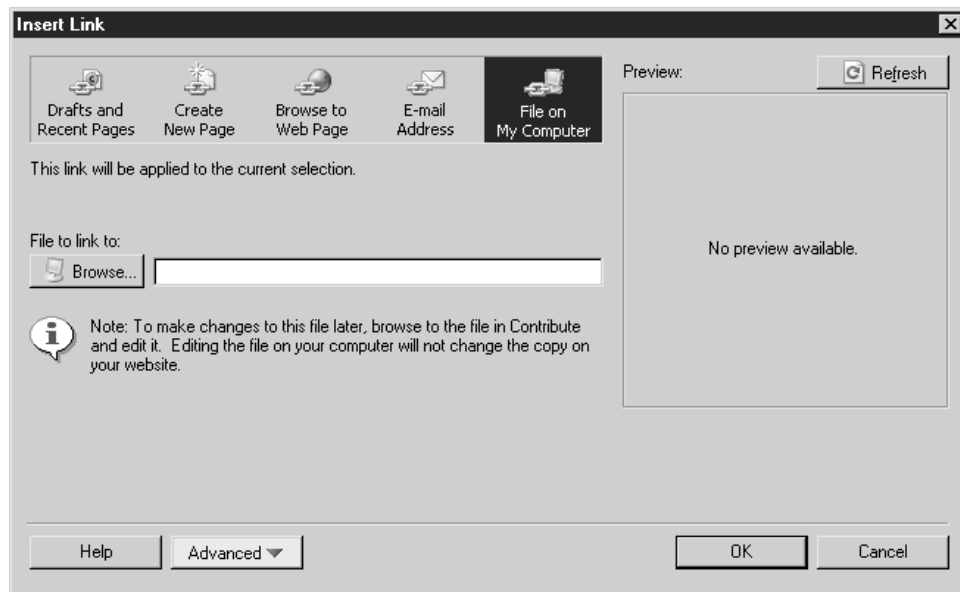 Insert Link
Drafts and
Recent Pages
Create
New Page
Browse to
Web Page
E-mail
Address
File on
My Computer
Preview:
Refresh
This link will be applied to the current selection.
No preview available.
File to link to:
Browse...
Note: To make changes to this file later, browse to the file in Contribute
and edit it. Editing the file on your computer will not change the copy on
your website.
Help
Advanced
OK
Cancel